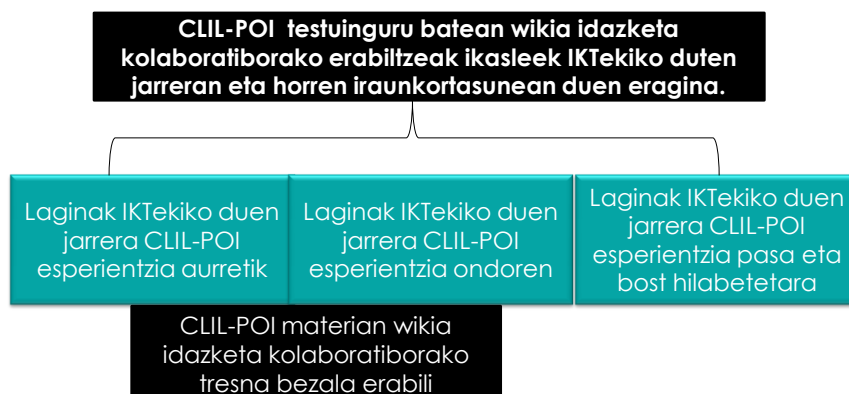 CLIL-POI testuinguru batean wikia idazketa
kolaboratiborako erabiltzeak ikasleek IKTekiko duten
jarreran eta horren iraunkortasunean duen eragina.
Laginak IKTekiko duen
jarrera CLIL-POI
esperientzia aurretik
Laginak IKTekiko duen
jarrera CLIL-POI
esperientzia ondoren
Laginak IKTekiko duen
jarrera CLIL-POI
esperientzia pasa eta
bost hilabetetara
CLIL-POI materian wikia
idazketa kolaboratiborako
tresna bezala erabili